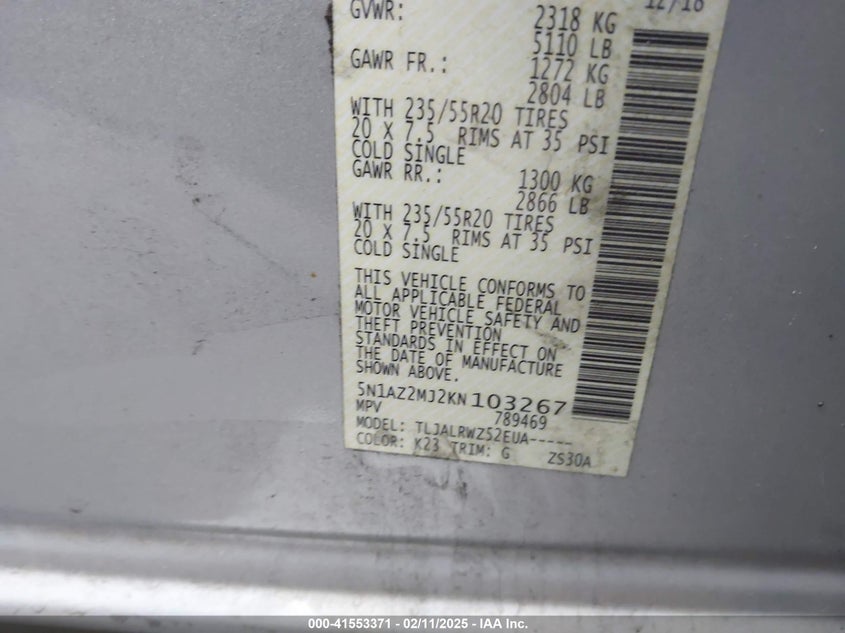 12/18
GVWR: 2318 KG
5110 LB
GAWR FR.: 1272 KG
2804 LB
WITH 235/55R20 TIRES
20 X 7.5 RIMS AT 35 PSI
COLD SINGLE
GAWR RR.: 1300 KG
2866 LB
WITH 235/55R20 TIRES
20 X 7.5 RIMS AT 35 PSI
COLD SINGLE
THIS VEHICLE CONFORMS TO
ALL APPLICABLE FEDERAL
MOTOR VEHICLE SAFETY AND
THEFT PREVENTION
STANDARDS IN EFFECT ON
THE DATE OF MANUFACTURE
SHOWN ABOVE.
5N1AZ2MJ2KN103267
MPV 789469
MODEL: TLJALRWZ52EUA-----
COLOR: K23 TRIM: G ZS30A
000-41553371 - 02/11/2025 - IAA Inc.